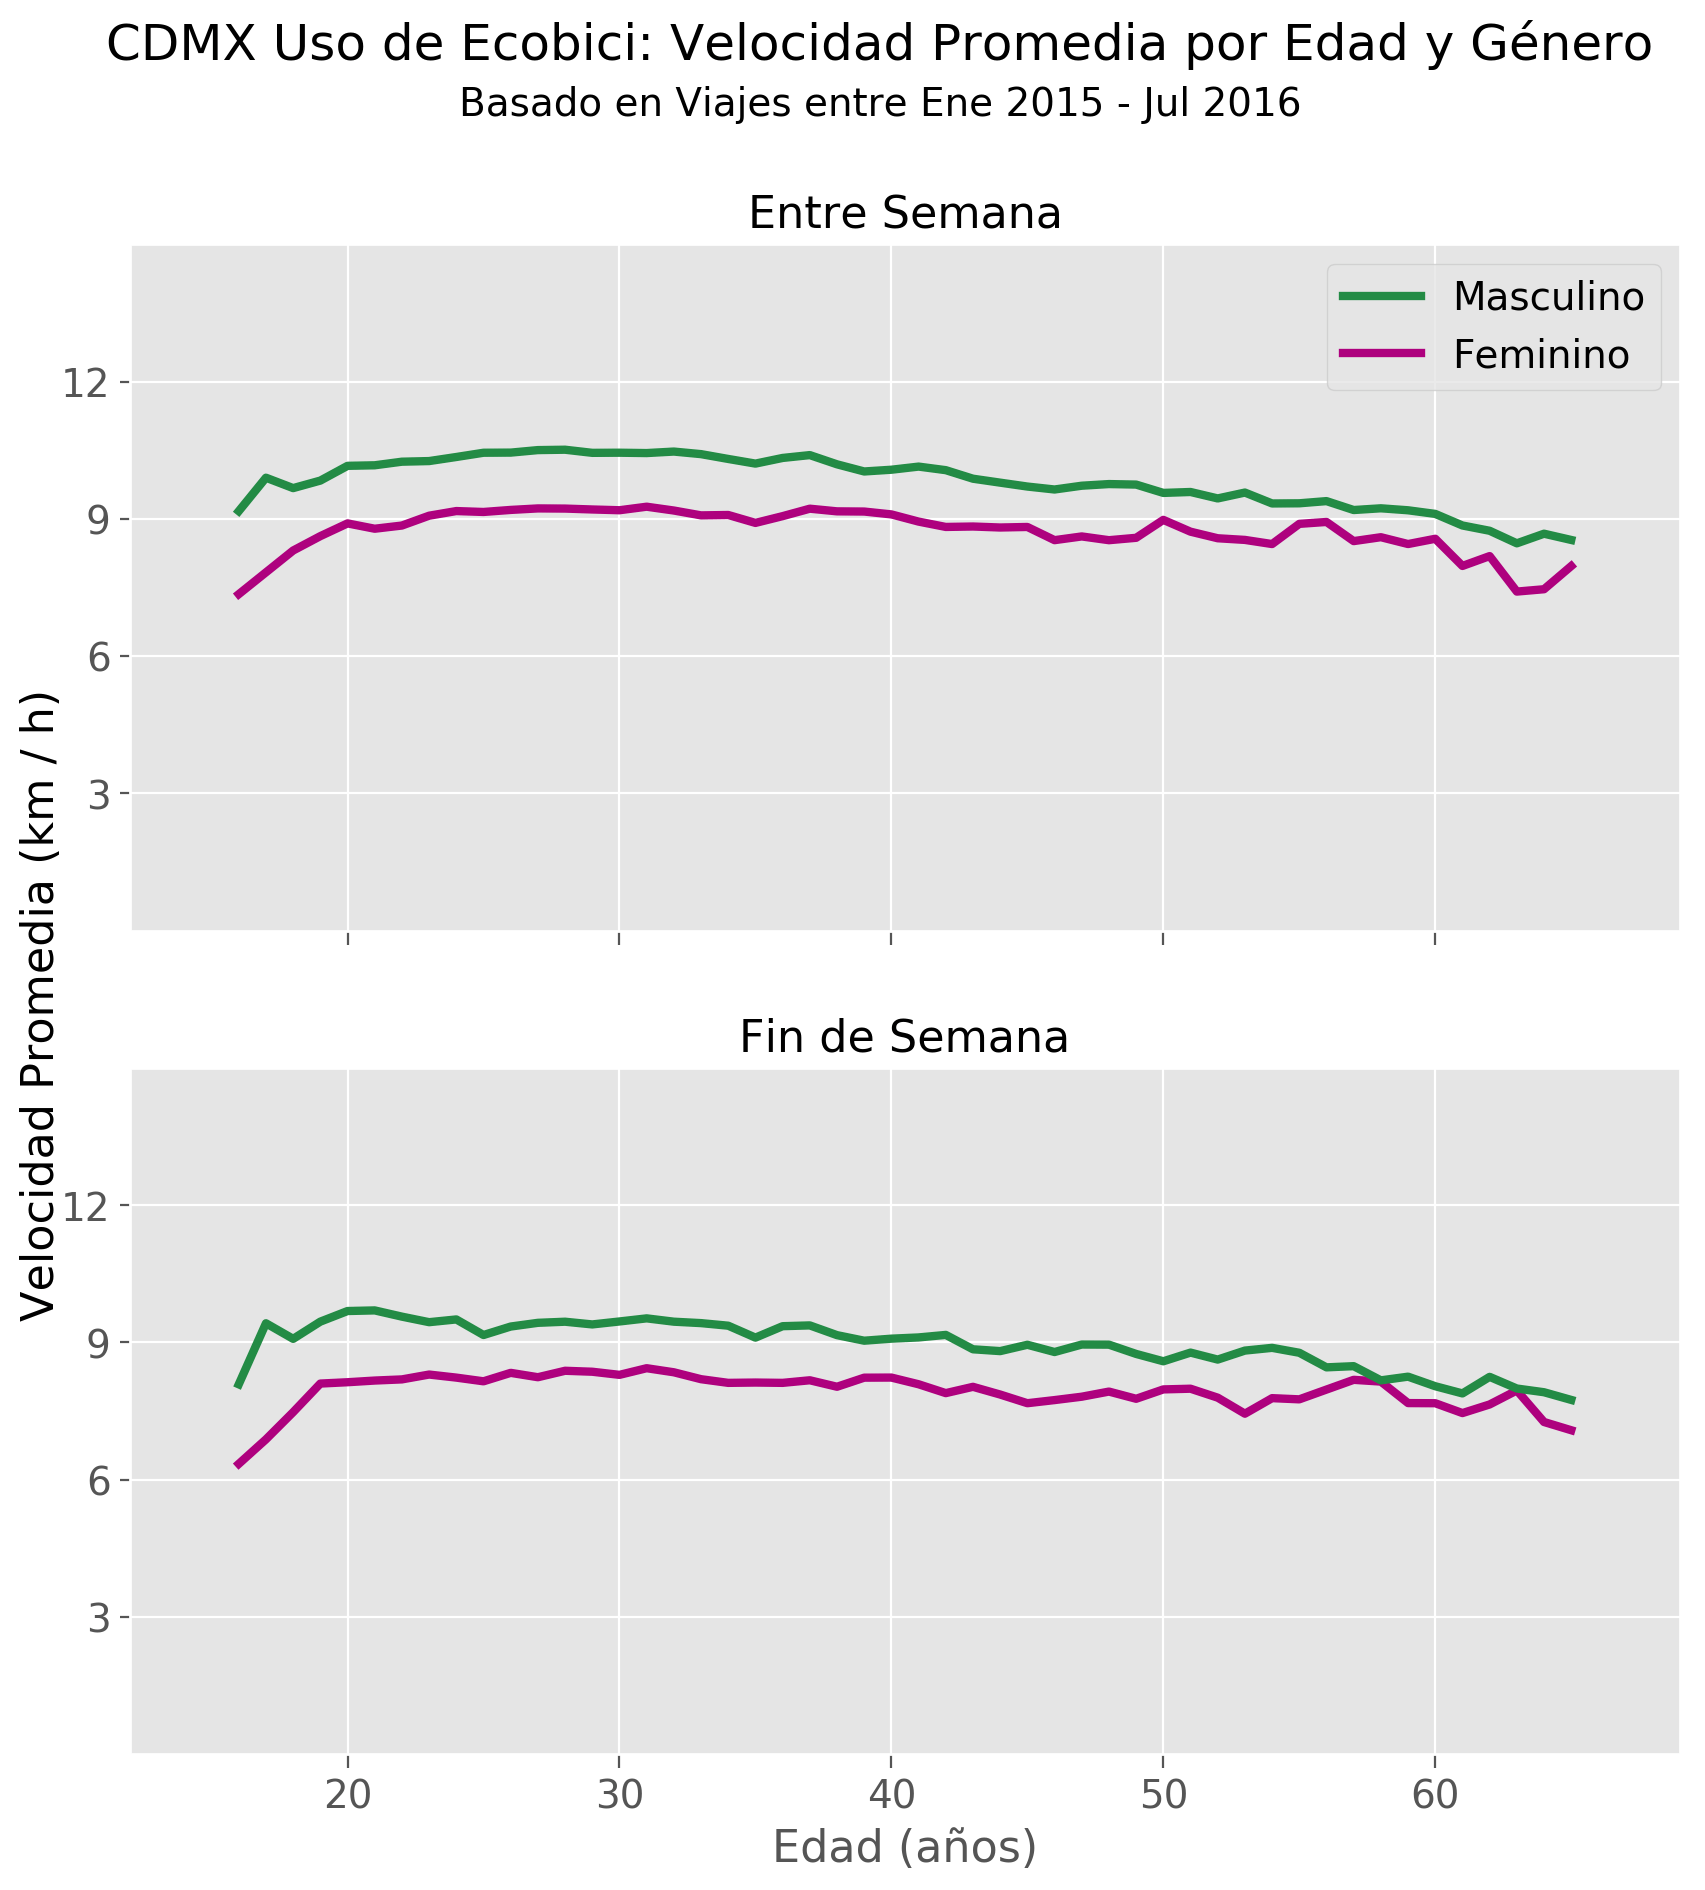 CDMX Uso de Ecobici: Velocidad Promedia por Edad y Género
Basado en Viajes entre Ene 2015 - Jul 2016
Entre Semana
Masculino
Feminino
12
9
6
3
Velocidad Promedia (km / h)
Fin de Semana
12
9
6
3
20 30 40 50 60
Edad (años)